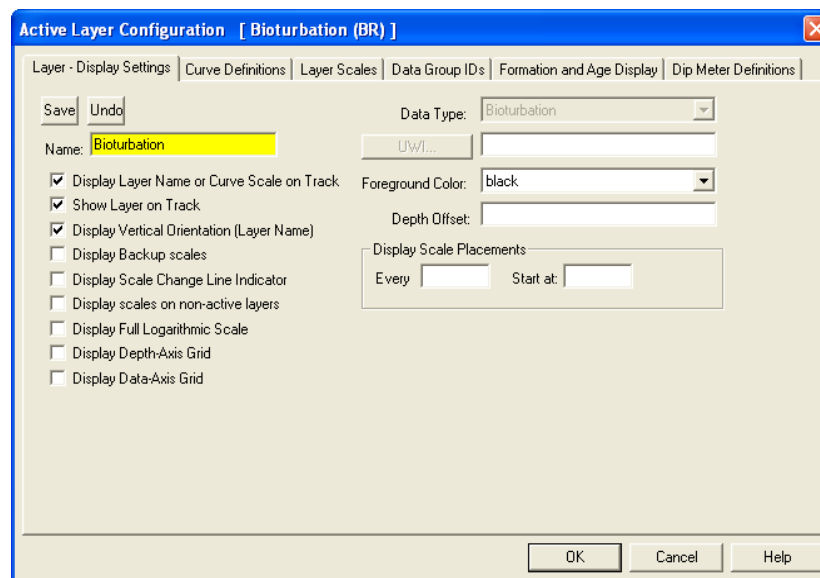 Active Layer Configuration [ Bioturbation (BR) ]
Layer - Display Settings Curve Definitions Layer Scales Data Group IDs Formation and Age Display Dip Meter Definitions
Save Undo
Name: Bioturbation
Display Layer Name or Curve Scale on Track
Show Layer on Track
Display Vertical Orientation (Layer Name)
Display Backup scales
Display Scale Change Line Indicator
Display scales on non-active layers
Display Full Logarithmic Scale
Display Depth-Axis Grid
Display Data-Axis Grid
Data Type: Bioturbation
UWI...
Foreground Color: black
Depth Offset:
Display Scale Placements
Every Start at:
OK Cancel Help